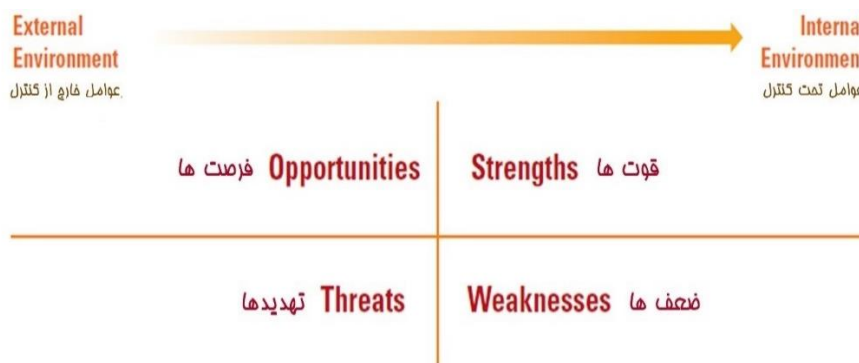 External
Environment
عوامل خارج از کنترل
Interna
Environmen
عوامل تحت کنترل
فرصت ها Opportunities
Strengths قوت ها
تهدیدها Threats
Weaknesses ضعف ها